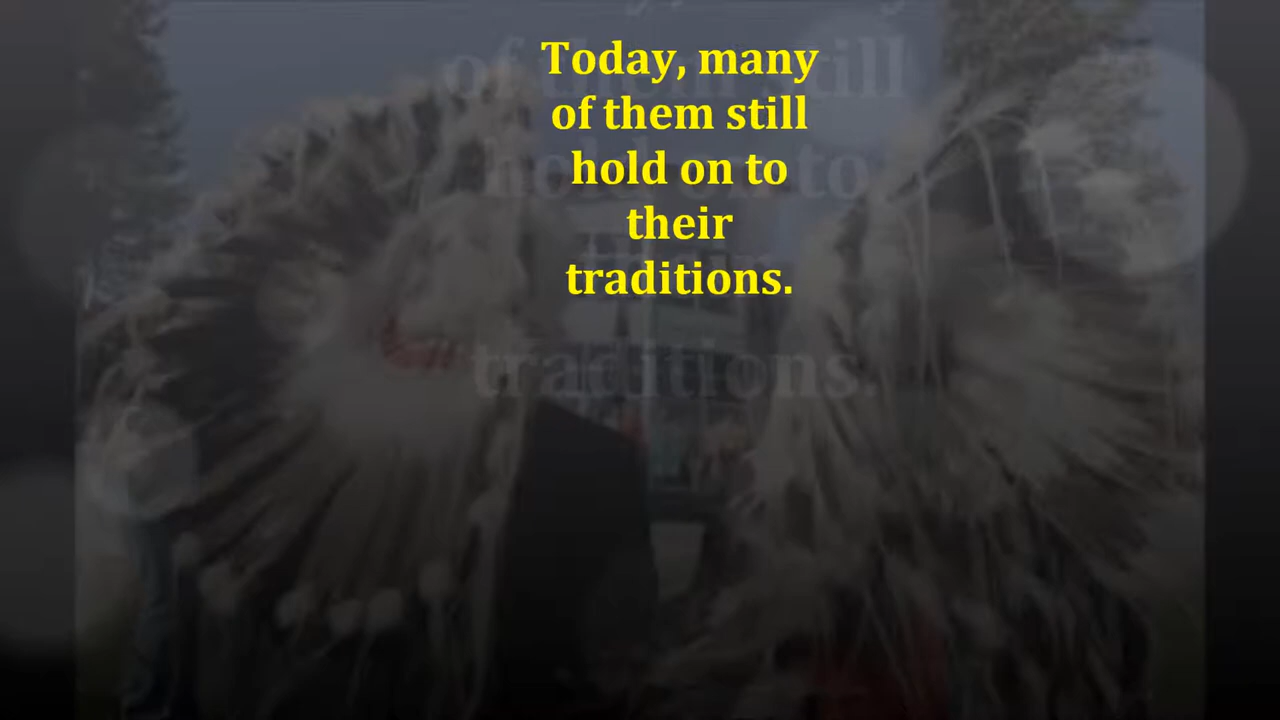 Today, many
of them still
hold on to
their
traditions.